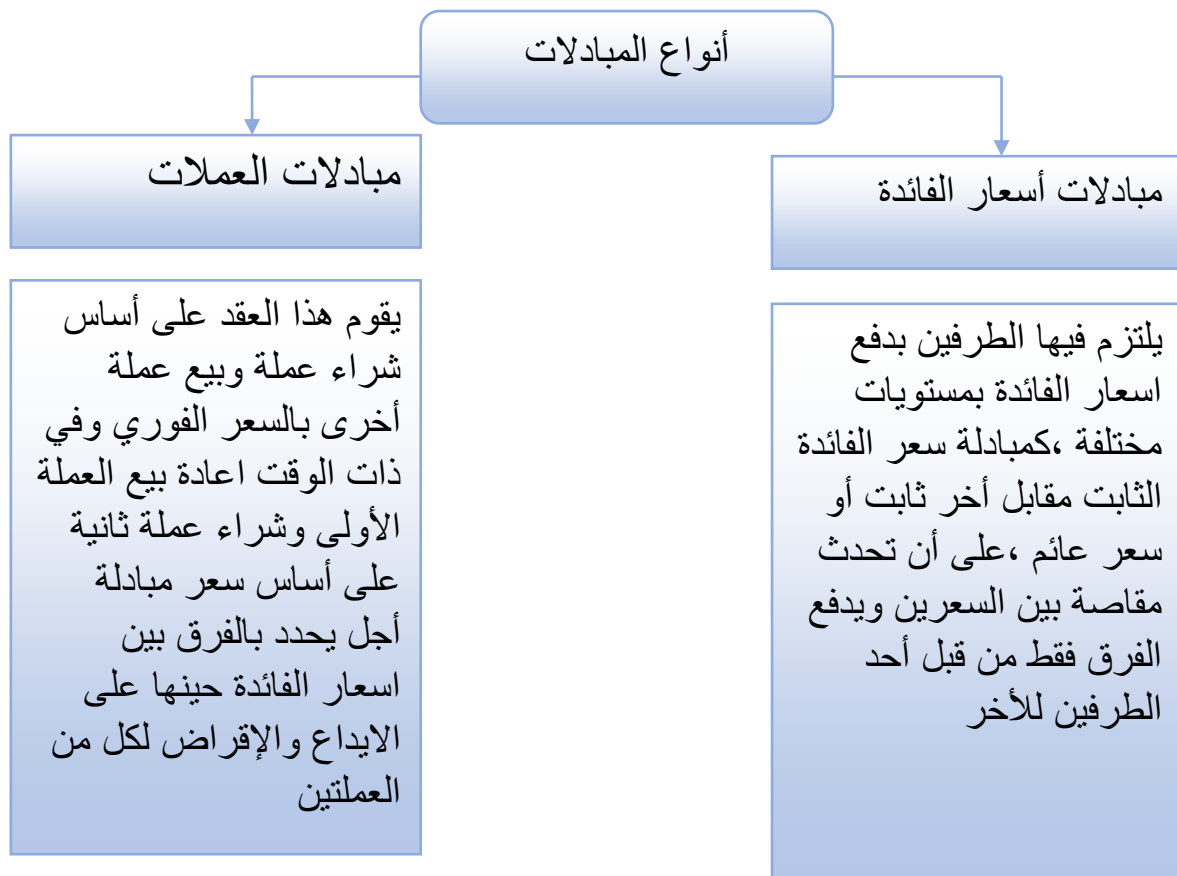 أنواع المبادلات
مبادلات أسعار الفائدة
يلتزم فيها الطرفين بدفع
اسعار الفائدة بمستويات
مختلفة ،كمبادلة سعر الفائدة
الثابت مقابل أخر ثابت أو
سعر عائم ،على أن تحدث
مقاصة بين السعرين ويدفع
الفرق فقط من قبل أحد
الطرفين للأخر
مبادلات العملات
يقوم هذا العقد على أساس
شراء عملة وبيع عملة
أخرى بالسعر الفوري وفي
ذات الوقت اعادة بيع العملة
الأولى وشراء عملة ثانية
على أساس سعر مبادلة
أجل يحدد بالفرق بين
اسعار الفائدة حينها على
الايداع والإقراض لكل من
العملتين